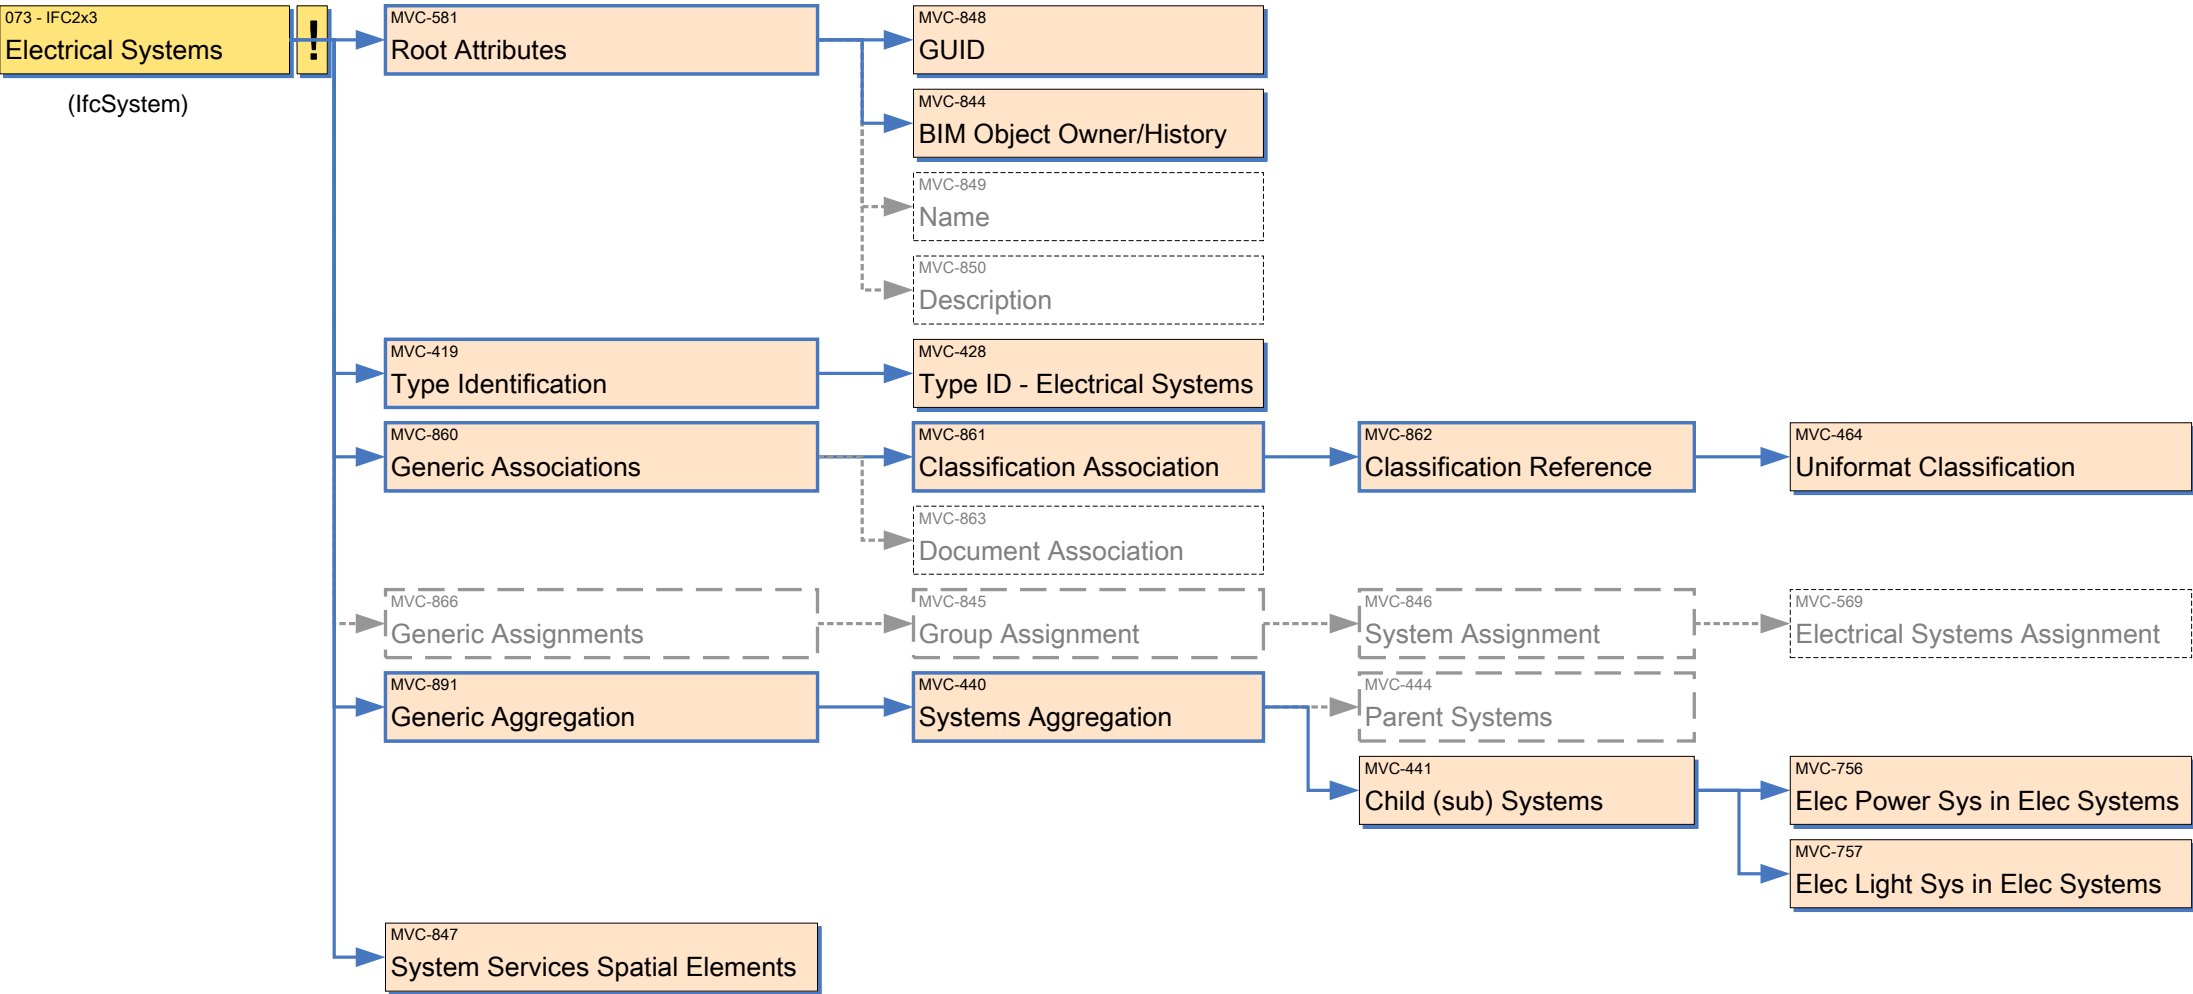 073 - IFC2x3
Electrical Systems
!
(IfcSystem)
MVC-581
Root Attributes
MVC-848
GUID
MVC-844
BIM Object Owner/History
MVC-849
Name
MVC-850
Description
MVC-419
Type Identification
MVC-428
Type ID - Electrical Systems
MVC-860
Generic Associations
MVC-861
Classification Association
MVC-862
Classification Reference
MVC-464
Uniformat Classification
MVC-863
Document Association
MVC-866
Generic Assignments
MVC-845
Group Assignment
MVC-846
System Assignment
MVC-569
Electrical Systems Assignment
MVC-891
Generic Aggregation
MVC-440
Systems Aggregation
MVC-444
Parent Systems
MVC-441
Child (sub) Systems
MVC-756
Elec Power Sys in Elec Systems
MVC-757
Elec Light Sys in Elec Systems
MVC-847
System Services Spatial Elements